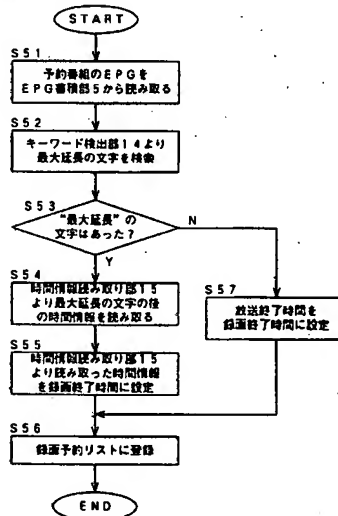 START
S51
予約番組のEPGを
EPG蓄積部5から読み取る
S52
キーワード検出部14より
最大延長の文字を検索
S53
"最大延長"の
文字はあった?
N
Y
S54
時間情報読み取り部15
より最大延長の文字の後
の時間情報を読み取る
S57
放送終了時間を
録画終了時間に設定
S55
時間情報読み取り部15
より読み取った時間情報
を録画終了時間に設定
S56
録画予約リストに登録
END